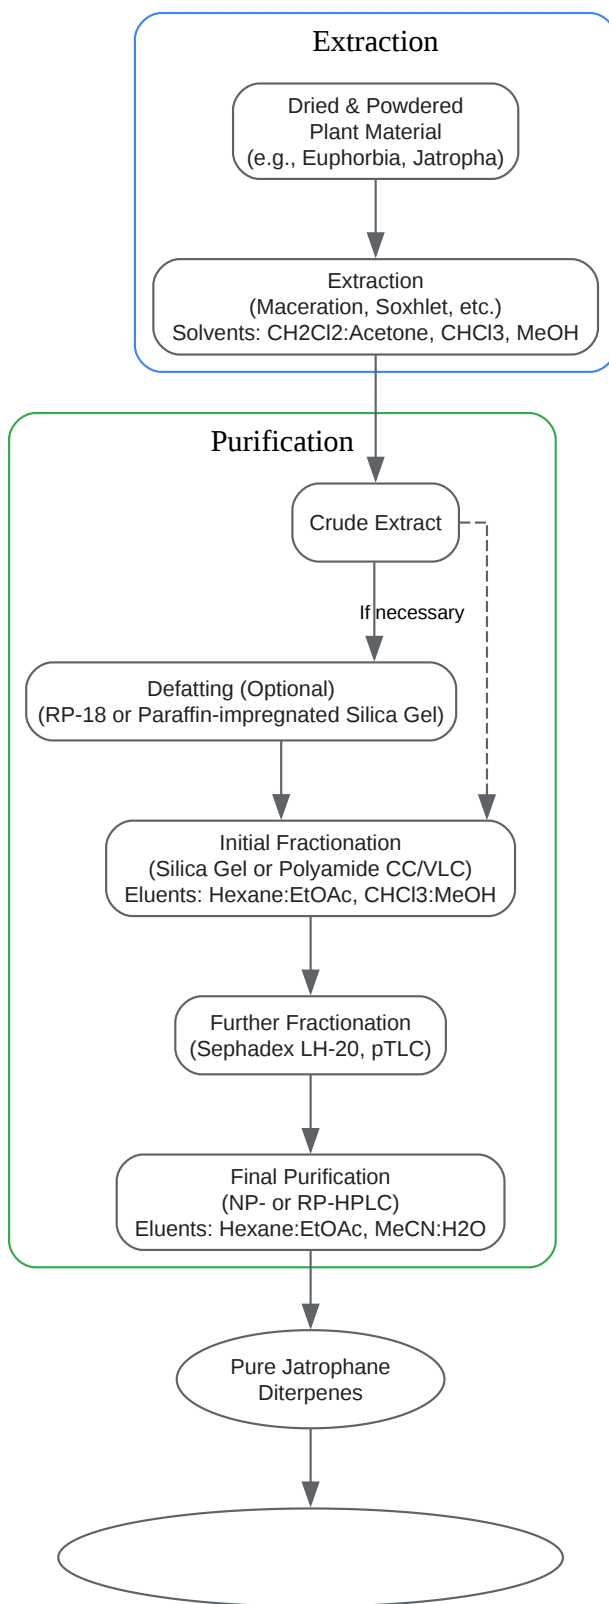 Extraction
Dried & Powdered
Plant Material
(e.g., Euphorbia, Jatropha)
Extraction
(Maceration, Soxhlet, etc.)
Solvents: CH2Cl2:Acetone, CHCl3, MeOH
Purification
Crude Extract
If necessary
Defatting (Optional)
(RP-18 or Paraffin-impregnated Silica Gel)
Initial Fractionation
(Silica Gel or Polyamide CC/VLC)
Eluents: Hexane:EtOAc, CHCl3:MeOH
Further Fractionation
(Sephadex LH-20, pTLC)
Final Purification
(NP- or RP-HPLC)
Eluents: Hexane:EtOAc, MeCN:H2O
Pure Jatrophane
Diterpenes